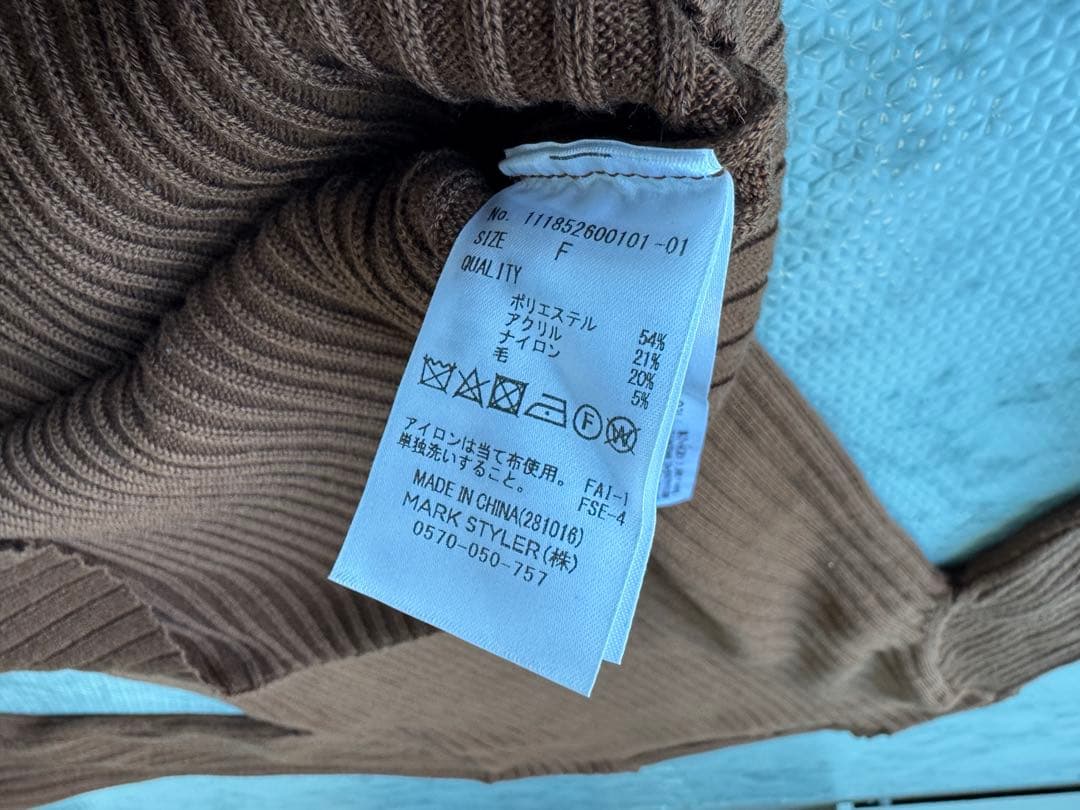 No. 111852600101-01
SIZE F
QUALITY
ポリエステル 54%
アクリル 21%
ナイロン 20%
毛 5%
F W
アイロンは当て布使用。
単独洗いすること。 FAI-1
FSE-4
MADE IN CHINA(281016)
MARK STYLER(株)
0570-050-757